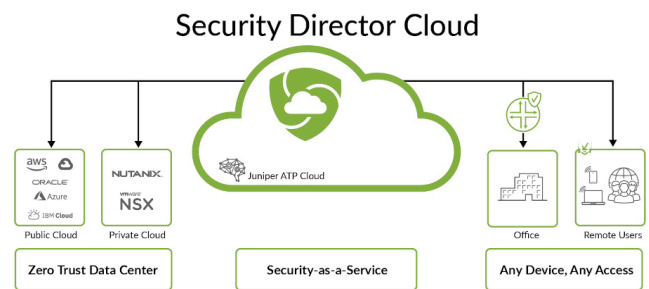 Security Director Cloud
Juniper ATP Cloud
aws
ORACLE
Azure
IBM Cloud
NUTANIX
vmware
NSX
Public Cloud
Private Cloud
Office
Remote Users
Zero Trust Data Center
Security-as-a-Service
Any Device, Any Access